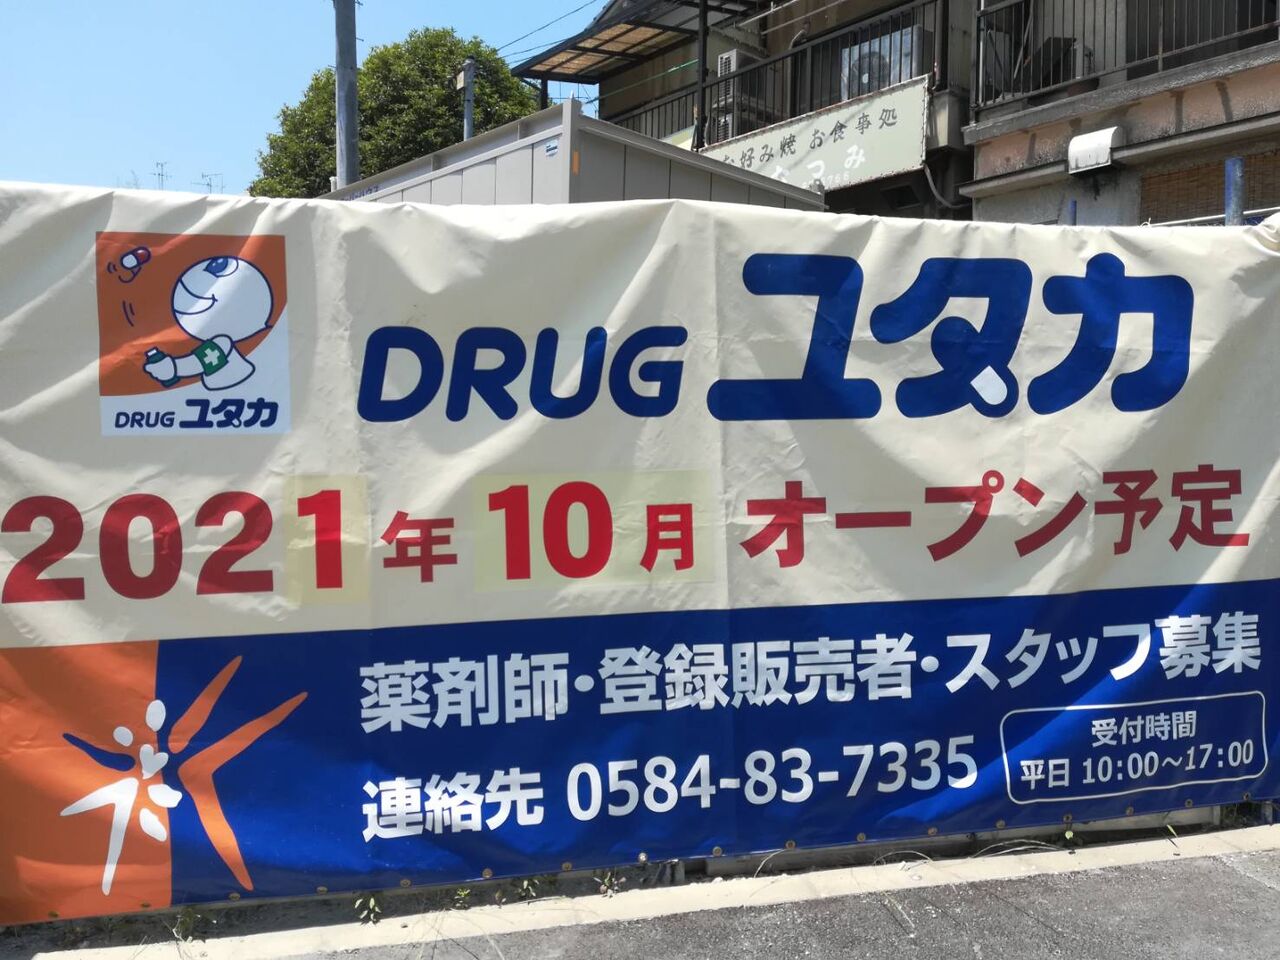 お好み焼 お食事処
DRUG ユタカ
DRUG ユタカ
2021年 10月 オープン予定
薬剤師・登録販売者・スタッフ募集
連絡先 0584-83-7335
受付時間
平日 10:00～17:00